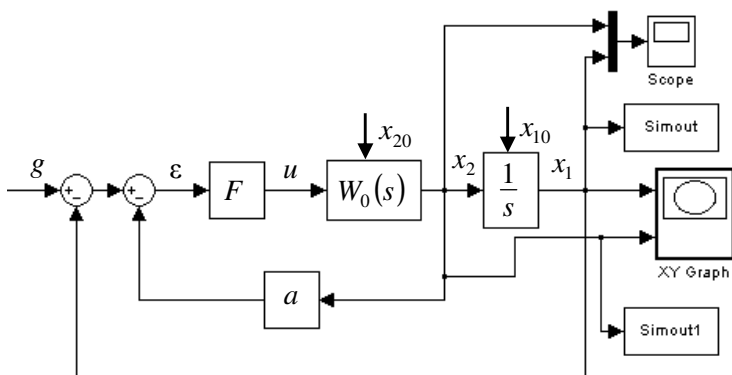 Scope
x₂₀
x₁₀
Simout
g
+
−
+
−
ε
F
u
W₀(s)
x₂
1/s
x₁
XY Graph
a
Simout1